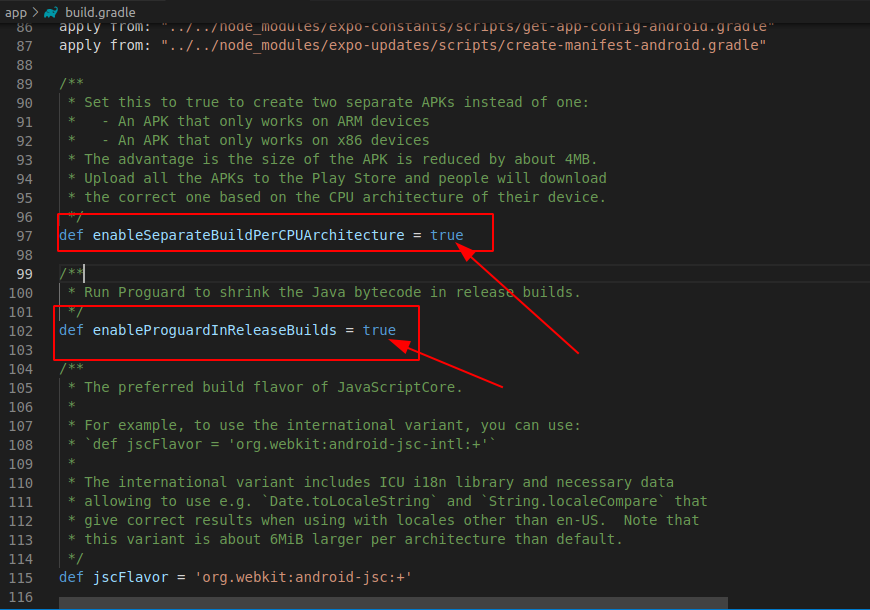 app > build.gradle
86 apply from: "../../node_modules/expo-constants/scripts/get-app-config-android.gradle"
87 apply from: "../../node_modules/expo-updates/scripts/create-manifest-android.gradle"
88
89 /**
90  * Set this to true to create two separate APKs instead of one:
91  *   - An APK that only works on ARM devices
92  *   - An APK that only works on x86 devices
93  * The advantage is the size of the APK is reduced by about 4MB.
94  * Upload all the APKs to the Play Store and people will download
95  * the correct one based on the CPU architecture of their device.
96  */
97 def enableSeparateBuildPerCPUArchitecture = true
98
99 /**
100  * Run Proguard to shrink the Java bytecode in release builds.
101  */
102 def enableProguardInReleaseBuilds = true
103
104 /**
105  * The preferred build flavor of JavaScriptCore.
106  *
107  * For example, to use the international variant, you can use:
108  * `def jscFlavor = 'org.webkit:android-jsc-intl:+'`
109  *
110  * The international variant includes ICU i18n library and necessary data
111  * allowing to use e.g. `Date.toLocaleString` and `String.localeCompare` that
112  * give correct results when using with locales other than en-US.  Note that
113  * this variant is about 6MiB larger per architecture than default.
114  */
115 def jscFlavor = 'org.webkit:android-jsc:+'
116